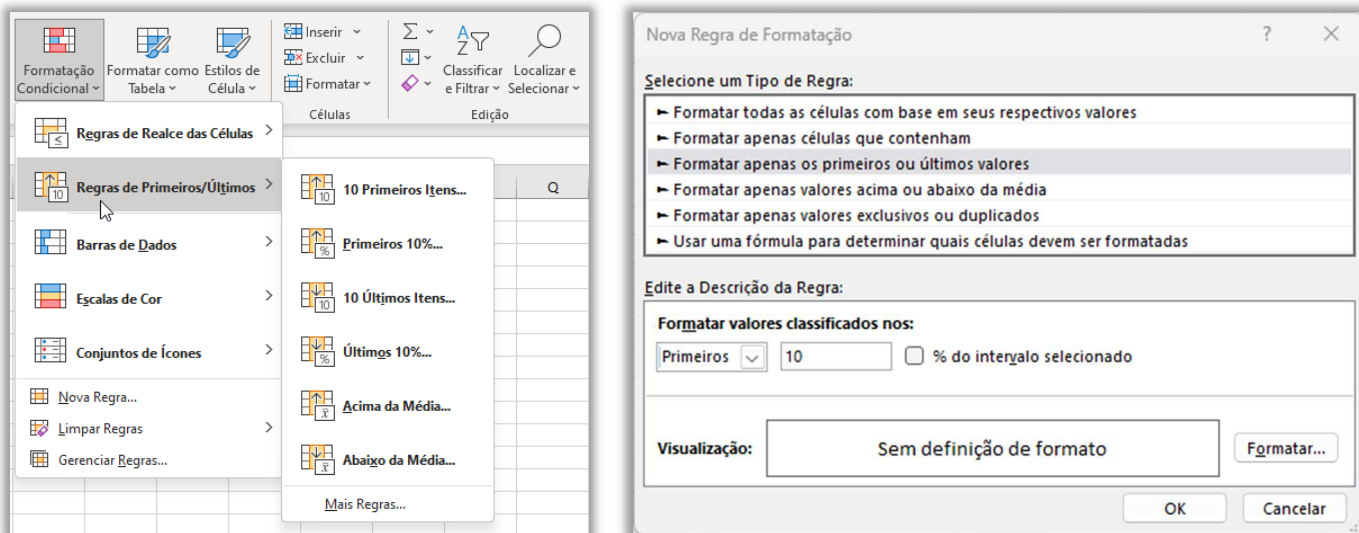 Formatação Condicional
Formatar como Tabela
Estilos de Célula
Inserir
Excluir
Formatar
Células
Classificar e Filtrar
Localizar e Selecionar
Edição
Regras de Realce das Células
Regras de Primeiros/Últimos
Barras de Dados
Escalas de Cor
Conjuntos de Ícones
Nova Regra...
Limpar Regras
Gerenciar Regras...
Q
10 Primeiros Itens...
Primeiros 10%...
10 Últimos Itens...
Últimos 10%...
Acima da Média...
Abaixo da Média...
Mais Regras...
Nova Regra de Formatação
Selecione um Tipo de Regra:
► Formatar todas as células com base em seus respectivos valores
► Formatar apenas células que contenham
► Formatar apenas os primeiros ou últimos valores
► Formatar apenas valores acima ou abaixo da média
► Formatar apenas valores exclusivos ou duplicados
► Usar uma fórmula para determinar quais células devem ser formatadas
Edite a Descrição da Regra:
Formatar valores classificados nos:
Primeiros 10 % do intervalo selecionado
Visualização: Sem definição de formato Formatar...
OK Cancelar